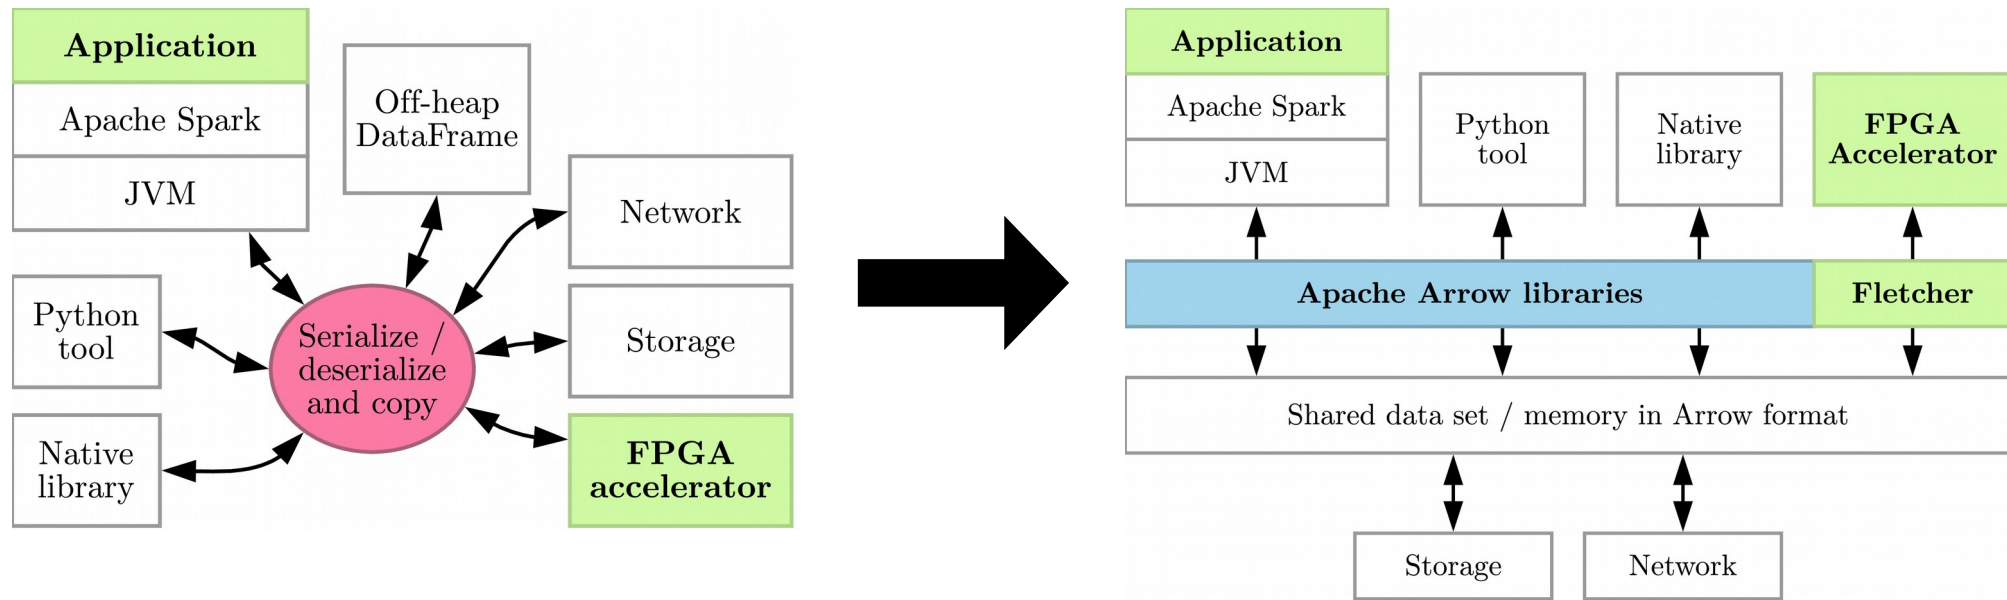 Application
Apache Spark
JVM
Off-heap
DataFrame
Network
Python
tool
Serialize /
deserialize
and copy
Storage
Native
library
FPGA
accelerator
Application
Apache Spark
JVM
Python
tool
Native
library
FPGA
Accelerator
Apache Arrow libraries
Fletcher
Shared data set / memory in Arrow format
Storage
Network